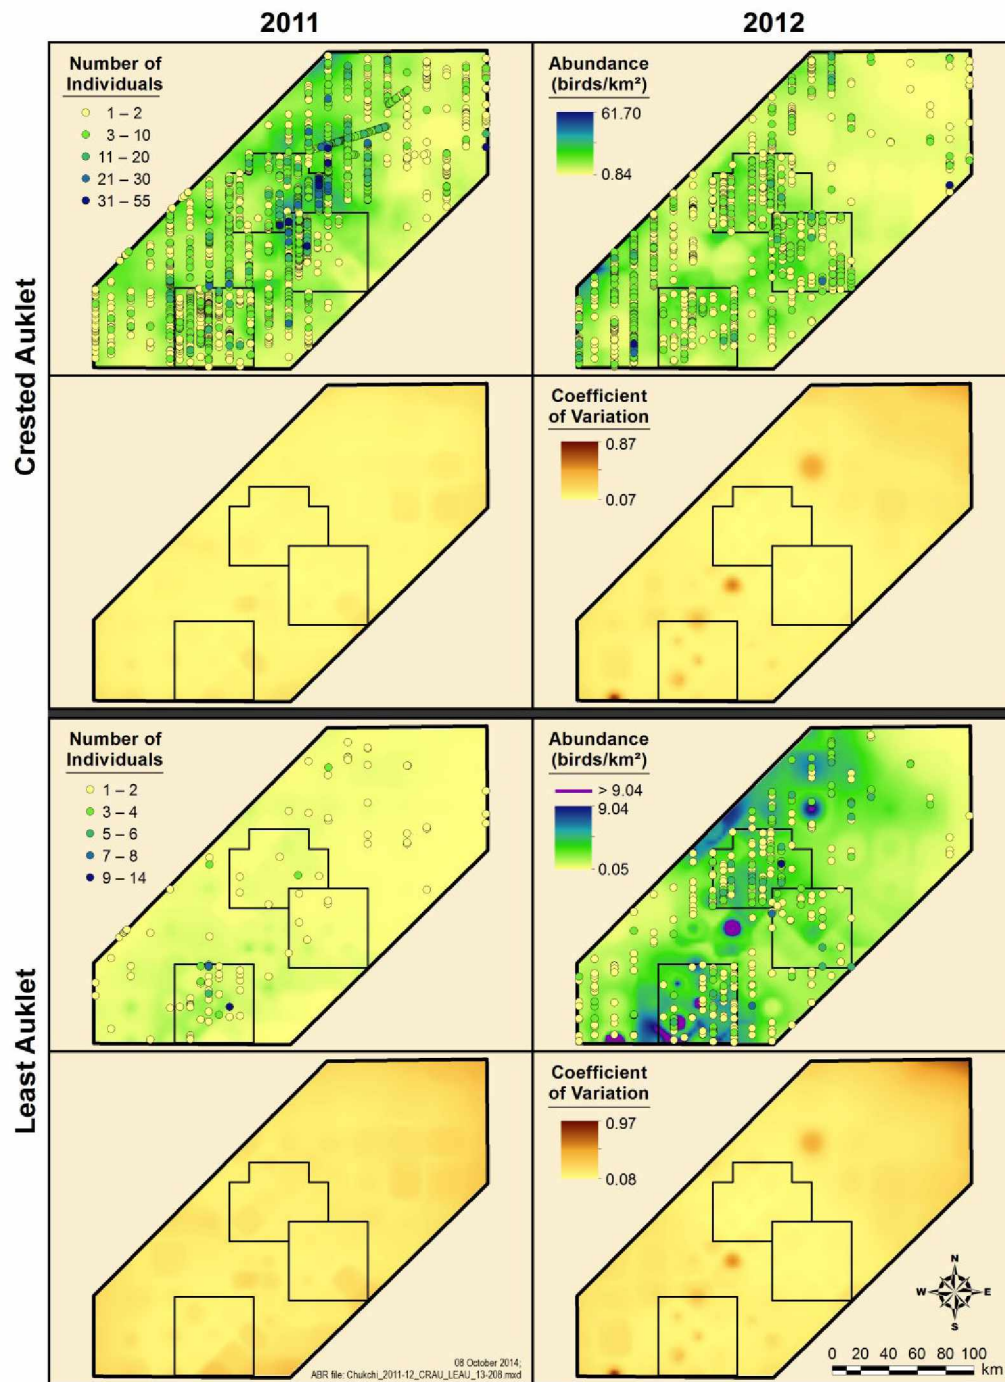 2011
2012
Crested Auklet
Number of
Individuals
1 – 2
3 – 10
11 – 20
21 – 30
31 – 55
Abundance
(birds/km²)
61.70
0.84
Coefficient
of Variation
0.87
0.07
Least Auklet
Number of
Individuals
1 – 2
3 – 4
5 – 6
7 – 8
9 – 14
Abundance
(birds/km²)
> 9.04
9.04
0.05
Coefficient
of Variation
0.97
0.08
08 October 2014;
ABR file: Chukchi_2011-12_CRAU_LEAU_13-208.mxd
N
W E
S
0 20 40 60 80 100
km